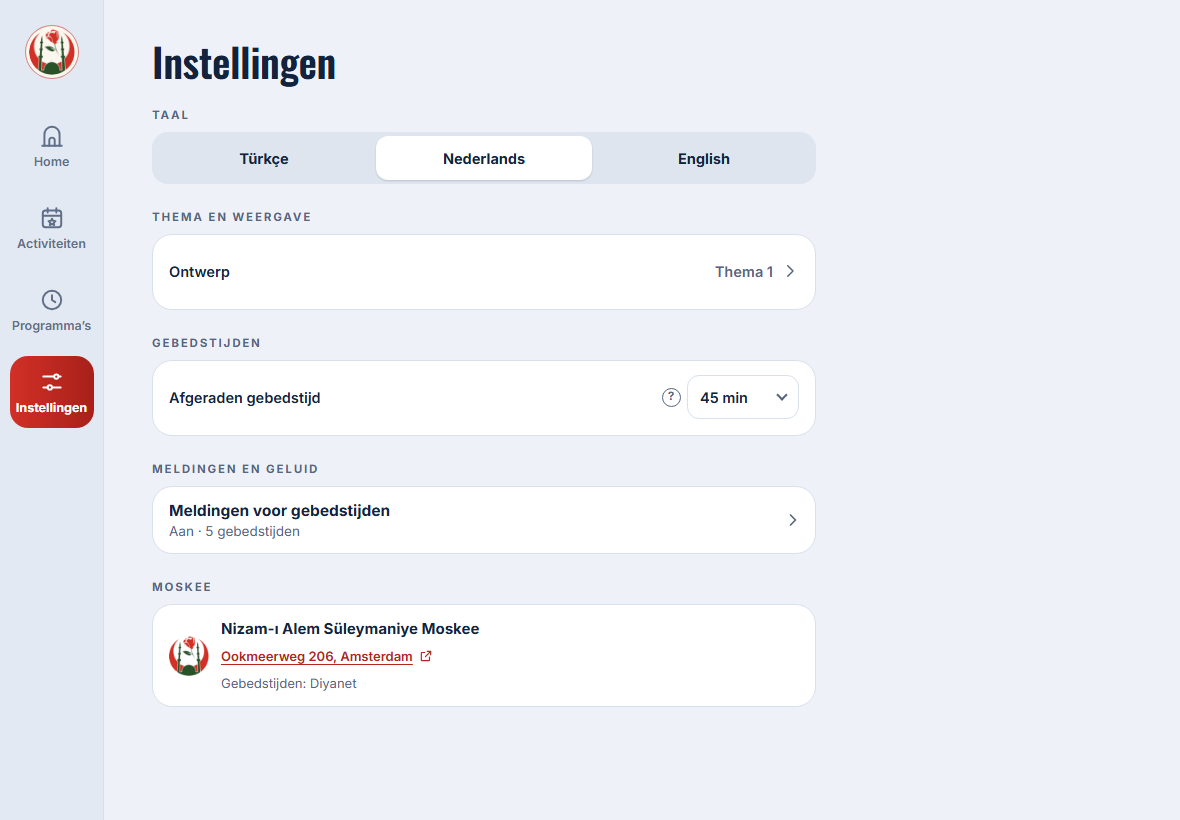 Instellingen
TAAL
Türkçe
Nederlands
English
THEMA EN WEERGAVE
Ontwerp
Thema 1
GEBEDSTIJDEN
Afgeraden gebedstijd
?
45 min
MELDINGEN EN GELUID
Meldingen voor gebedstijden
Aan · 5 gebedstijden
MOSKEE
Nizam-ı Alem Süleymaniye Moskee
Ookmeerweg 206, Amsterdam
Gebedstijden: Diyanet
Home
Activiteiten
Programma’s
Instellingen